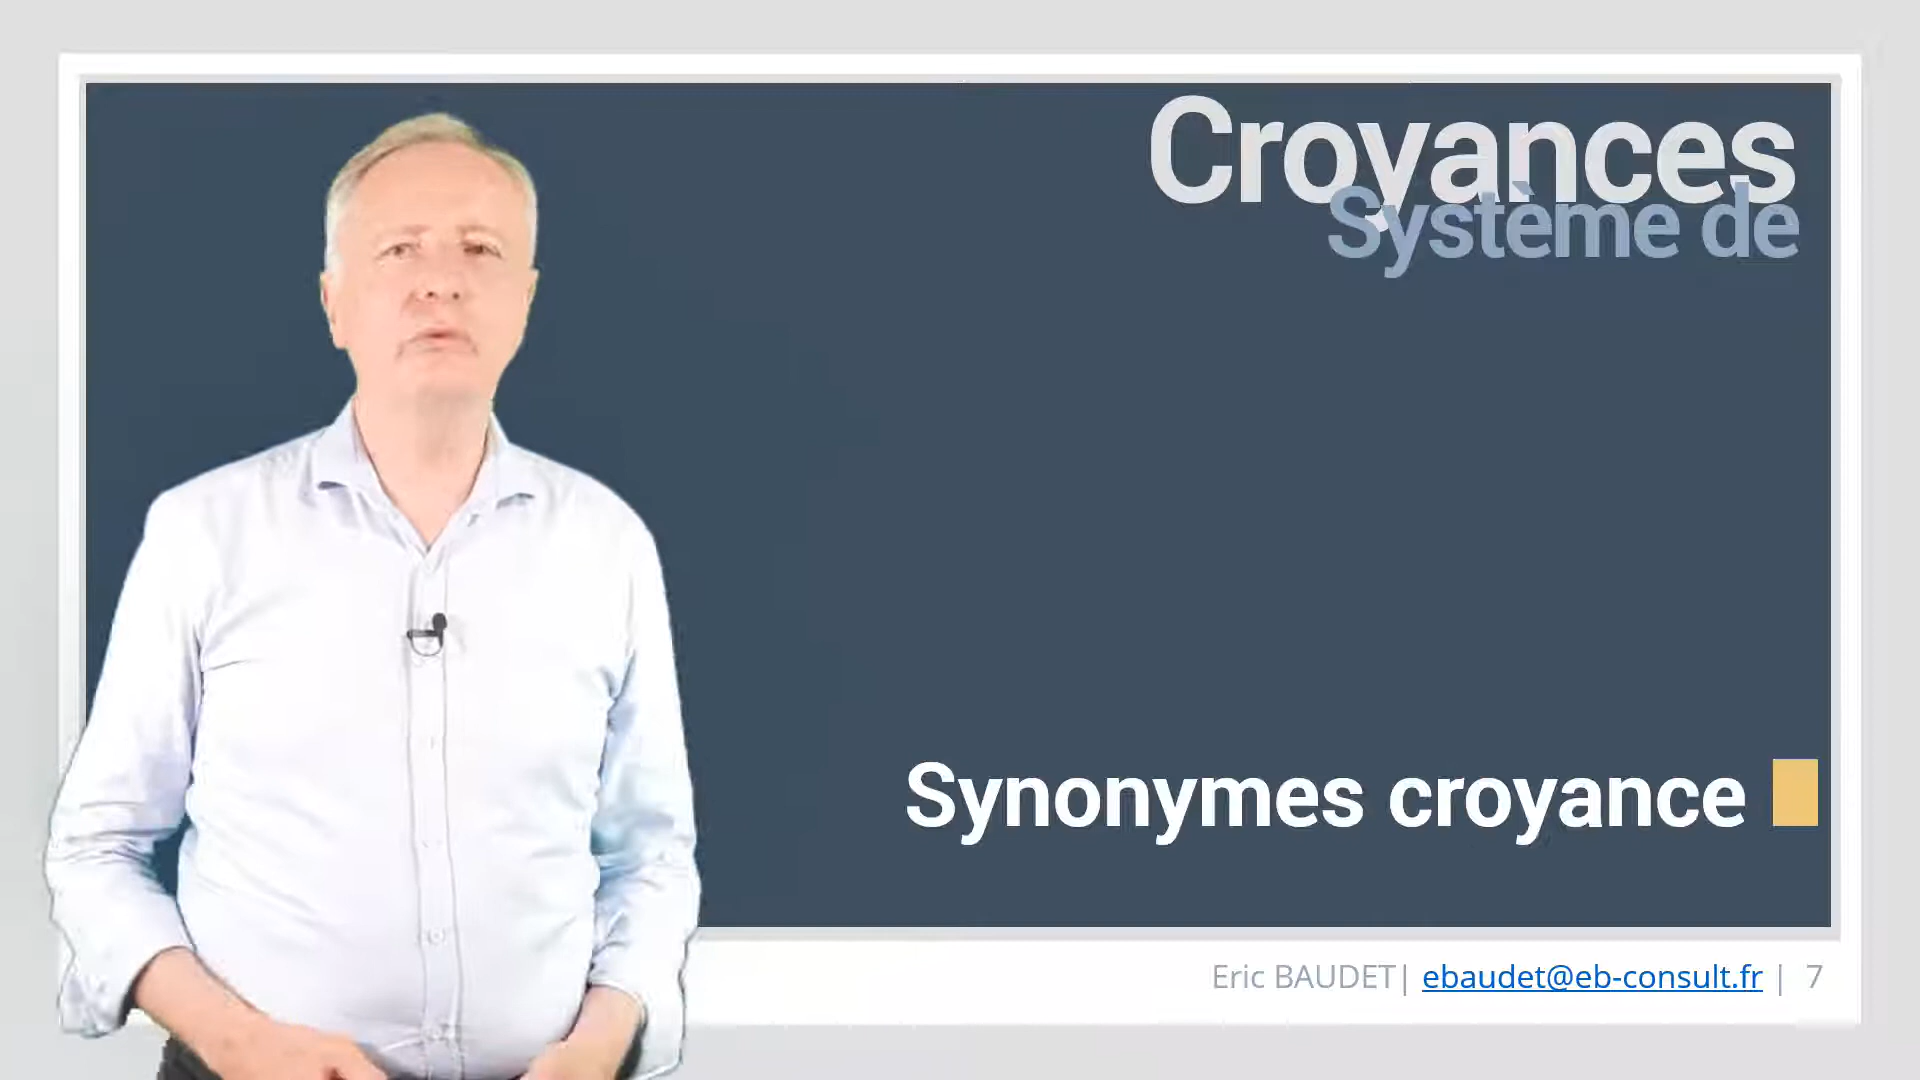 Croyances
Système de
Synonymes croyance
Eric BAUDET| ebaudet@eb-consult.fr | 7